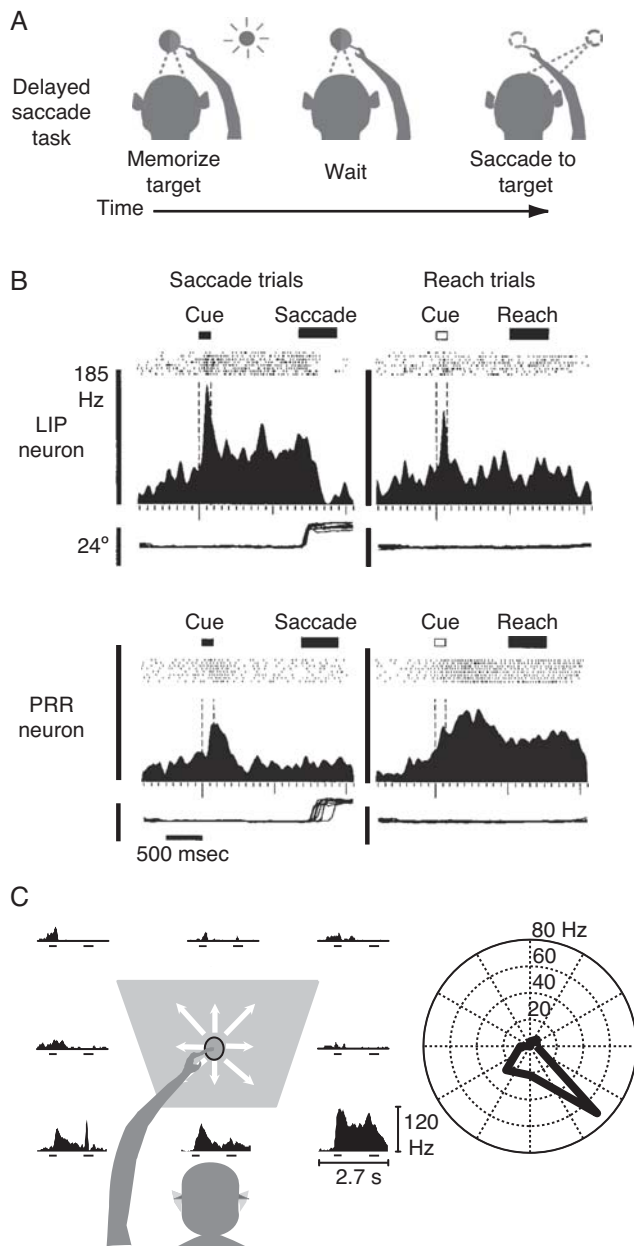 A
Delayed
saccade
task
Memorize
target
Wait
Saccade to
target
Time
B
Saccade trials
Reach trials
Cue
Saccade
Cue
Reach
185
Hz
LIP
neuron
24°
Cue
Saccade
Cue
Reach
PRR
neuron
500 msec
C
80 Hz
60
40
20
120
Hz
2.7 s